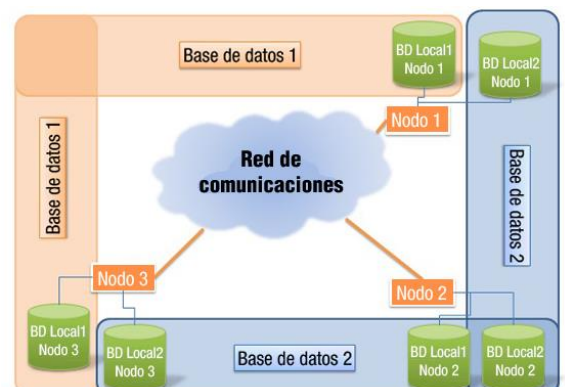 Base de datos 1
BD Local1
Nodo 1
BD Local2
Nodo 1
Nodo 1
Red de
comunicaciones
Base de datos 1
Base de datos 2
Nodo 3
Nodo 2
BD Local1
Nodo 3
BD Local2
Nodo 3
Base de datos 2
BD Local1
Nodo 2
BD Local2
Nodo 2